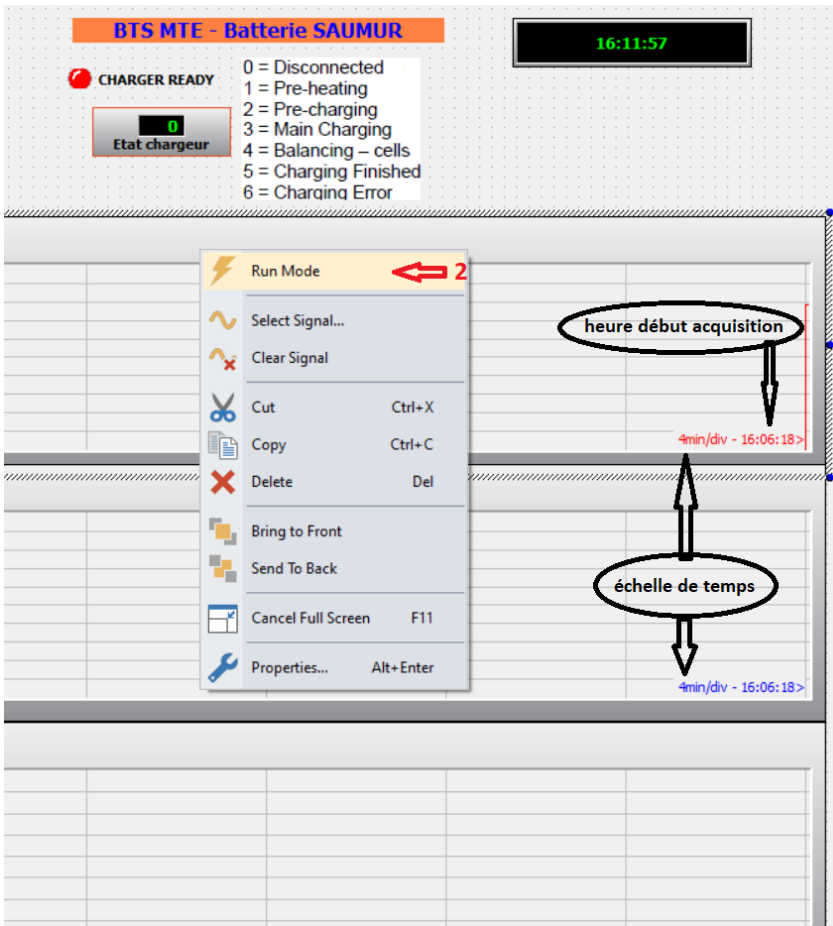 BTS MTE - Batterie SAUMUR
16:11:57
CHARGER READY
0
Etat chargeur
0 = Disconnected
1 = Pre-heating
2 = Pre-charging
3 = Main Charging
4 = Balancing – cells
5 = Charging Finished
6 = Charging Error
Run Mode
2
Select Signal...
Clear Signal
Cut Ctrl+X
Copy Ctrl+C
Delete Del
Bring to Front
Send To Back
Cancel Full Screen F11
Properties... Alt+Enter
heure début acquisition
4min/div - 16:06:18>
échelle de temps
4min/div - 16:06:18>